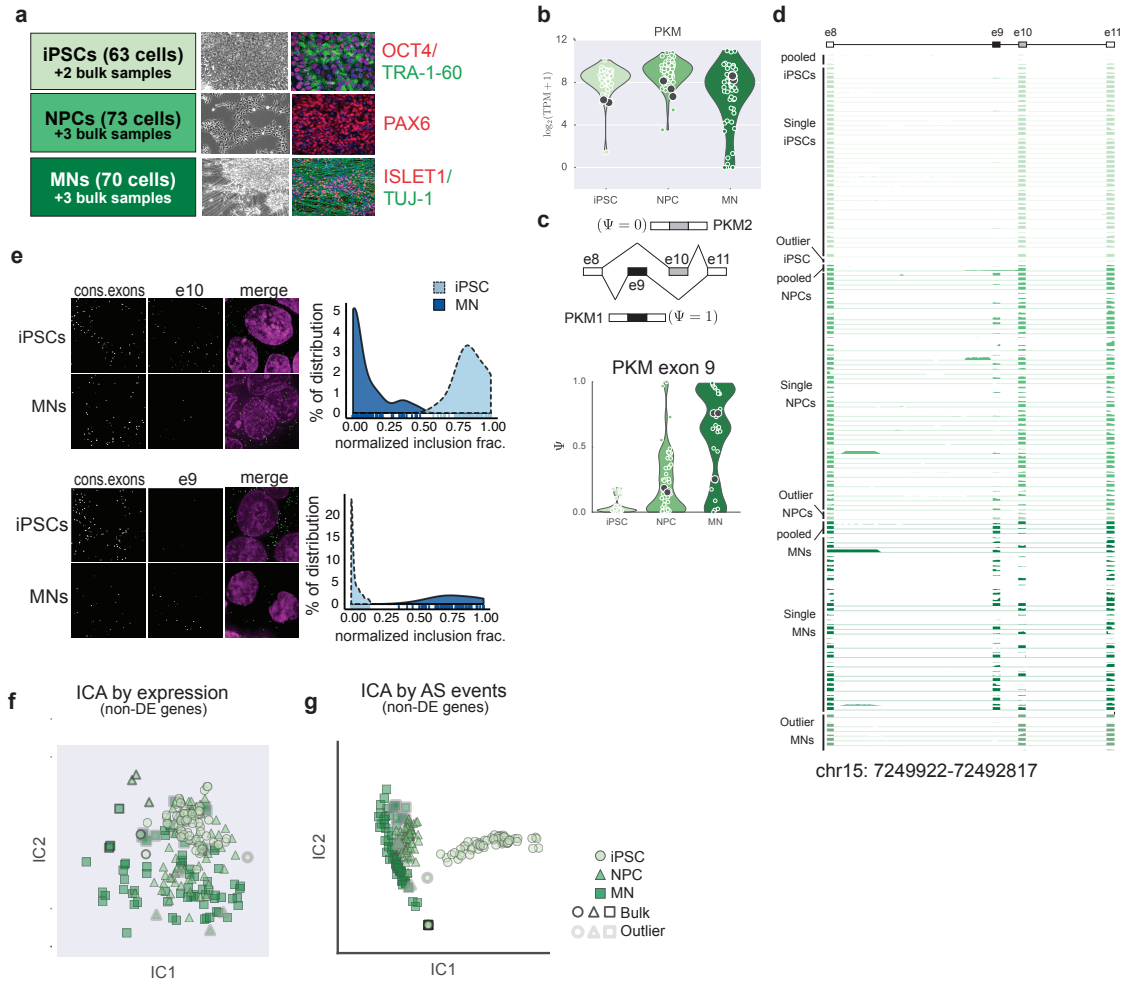 a
iPSCs (63 cells)
+2 bulk samples
OCT4/
TRA-1-60
NPCs (73 cells)
+3 bulk samples
PAX6
MNs (70 cells)
+3 bulk samples
ISLET1/
TUJ-1
b
PKM
log₂(TPM+1)
12
8
4
0
iPSC
NPC
MN
c
(Ψ = 0)
PKM2
e8
e10
e11
e9
PKM1
(Ψ = 1)
PKM exon 9
Ψ
1.0
0.5
0.0
iPSC
NPC
MN
d
e8
e9
e10
e11
pooled
iPSCs
Single
iPSCs
Outlier
iPSC
pooled
NPCs
Single
NPCs
Outlier
NPCs
pooled
MNs
Single
MNs
Outlier
MNs
chr15: 7249922-72492817
e
cons.exons
e10
merge
iPSCs
MNs
iPSC
MN
% of distribution
5
4
3
2
1
0
0.00
0.25
0.50
0.75
1.00
normalized inclusion frac.
cons.exons
e9
merge
iPSCs
MNs
% of distribution
20
15
10
5
0
0.00
0.25
0.50
0.75
1.00
normalized inclusion frac.
f
ICA by expression
(non-DE genes)
IC2
IC1
g
ICA by AS events
(non-DE genes)
IC2
IC1
iPSC
NPC
MN
Bulk
Outlier